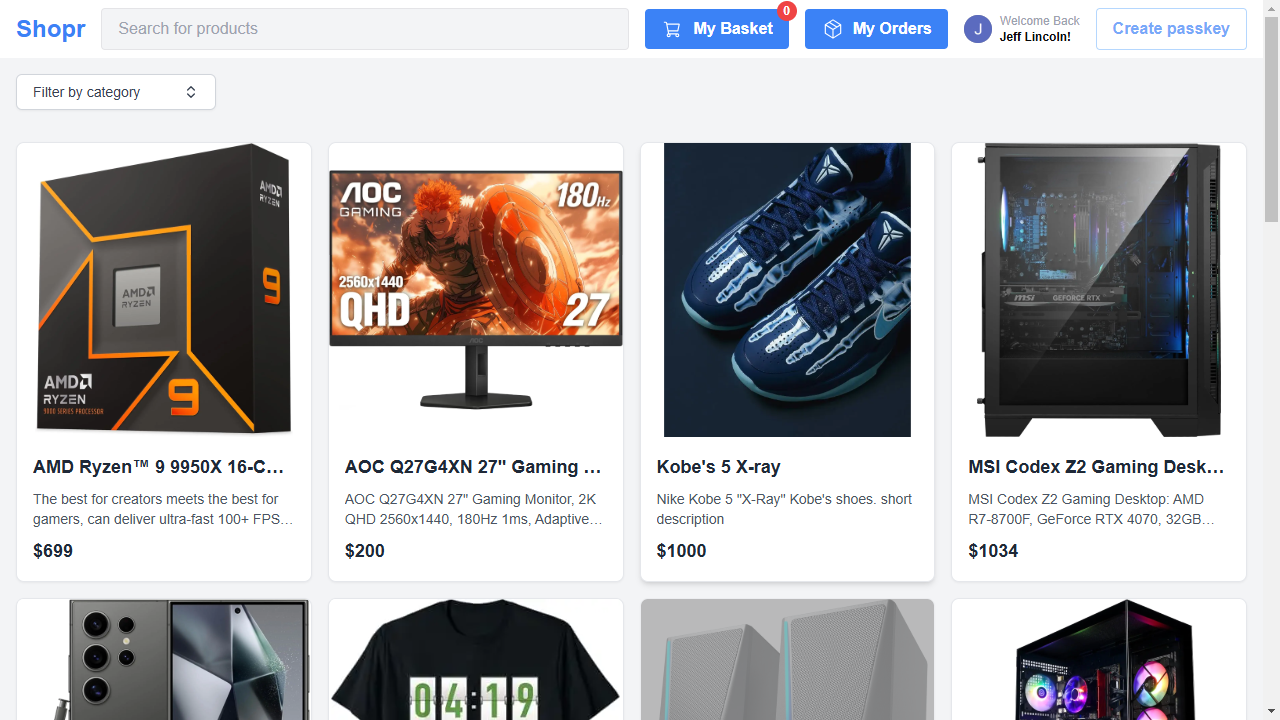 Shopr
Search for products
My Basket
0
My Orders
J
Welcome Back
Jeff Lincoln!
Create passkey
Filter by category
AMD
RYZEN
9
AMD
RYZEN
AMD
RYZEN
9000 SERIES PROCESSOR
9
AOC
GAMING
180Hz
2560x1440
QHD
27
AOC
msi
GEFORCE RTX
AMD Ryzen™ 9 9950X 16-C...
The best for creators meets the best for
gamers, can deliver ultra-fast 100+ FPS...
$699
AOC Q27G4XN 27" Gaming ...
AOC Q27G4XN 27" Gaming Monitor, 2K
QHD 2560x1440, 180Hz 1ms, Adaptive...
$200
Kobe's 5 X-ray
Nike Kobe 5 "X-Ray" Kobe's shoes. short
description
$1000
MSI Codex Z2 Gaming Desk...
MSI Codex Z2 Gaming Desktop: AMD
R7-8700F, GeForce RTX 4070, 32GB...
$1034
04:19